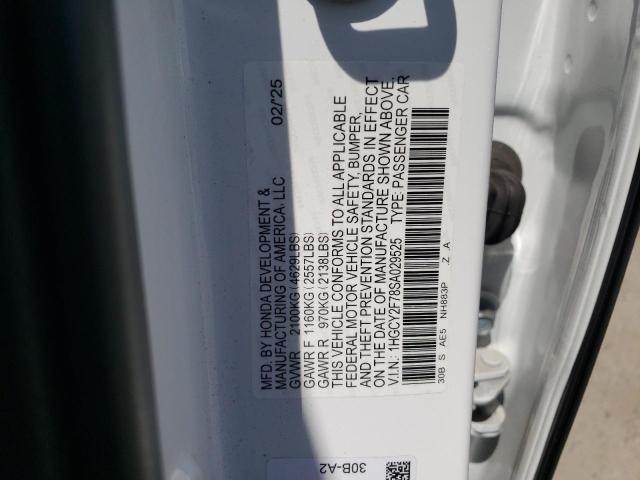 MFD. BY HONDA DEVELOPMENT & 02/'25
MANUFACTURING OF AMERICA, LLC
GVWR 2100KG(4629LBS)
GAWR F 1160KG(2557LBS)
GAWR R 970KG(2138LBS)
THIS VEHICLE CONFORMS TO ALL APPLICABLE
FEDERAL MOTOR VEHICLE SAFETY, BUMPER,
AND THEFT PREVENTION STANDARDS IN EFFECT
ON THE DATE OF MANUFACTURE SHOWN ABOVE.
V.I.N.: 1HGCY2F78SA029525 TYPE: PASSENGER CAR
30B S AE5 NH883P .Z A
30B-A2